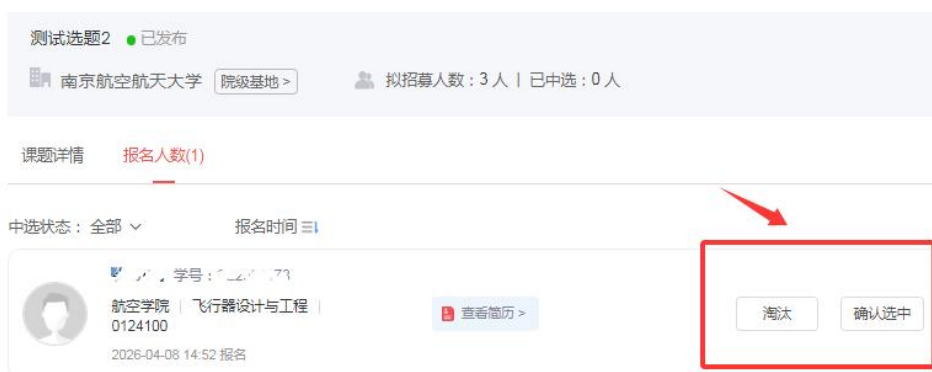 测试选题2 已发布
南京航空航天大学 院级基地 > 拟招募人数：3人 | 已中选：0人
课题详情 报名人数(1)
中选状态：全部 报名时间
学号：
航空学院 | 飞行器设计与工程 |
0124100
查看简历 >
淘汰 确认选中
2026-04-08 14:52 报名